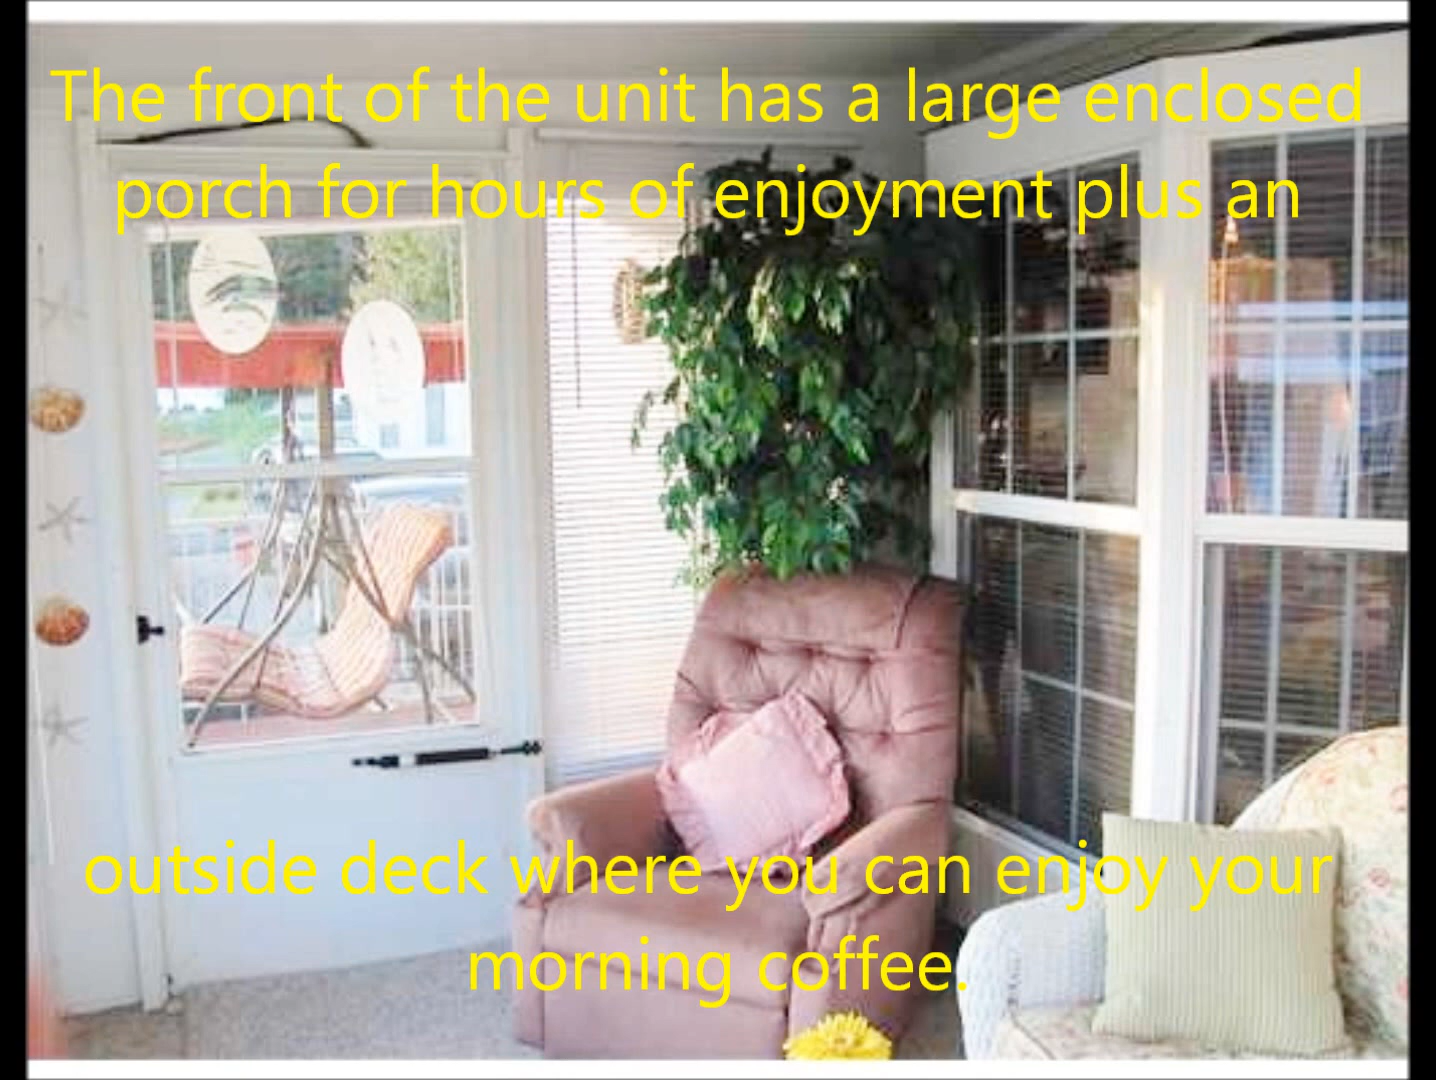 The front of the unit has a large enclosed
porch for hours of enjoyment plus an
outside deck where you can enjoy your
morning coffee.